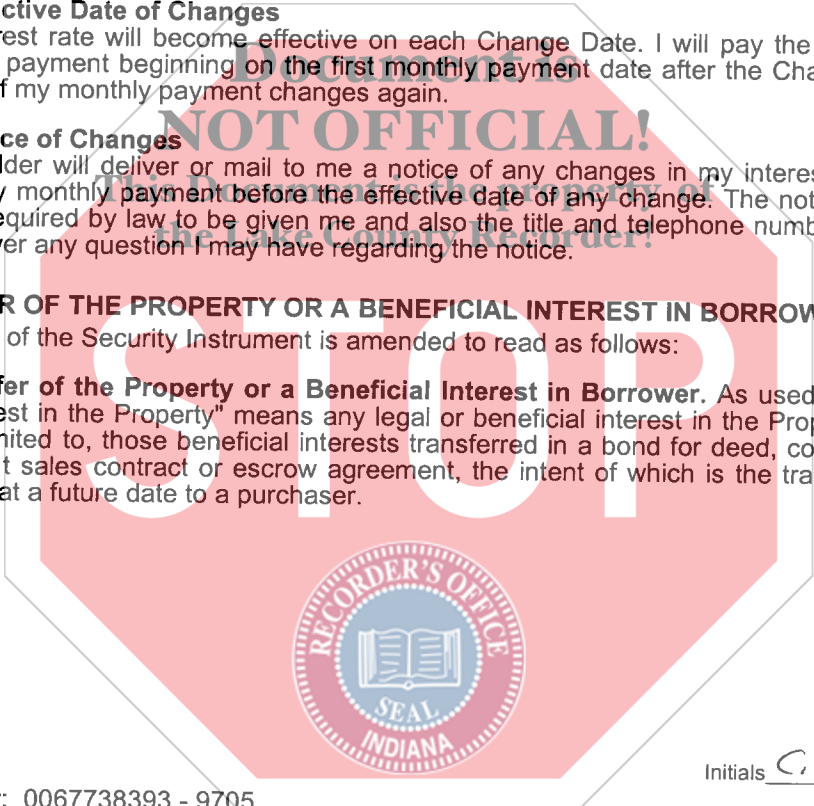 ctive Date of Changes
rest rate will become effective on each Change Date. I will pay the
payment beginning on the first monthly payment date after the Cha
f my monthly payment changes again.
Document is
NOT OFFICIAL!
This Document is the property of
the Lake County Recorder!
ce of Changes
lder will deliver or mail to me a notice of any changes in my interes
y monthly payment before the effective date of any change. The not
equired by law to be given me and also the title and telephone numb
ver any question I may have regarding the notice.
R OF THE PROPERTY OR A BENEFICIAL INTEREST IN BORROW
of the Security Instrument is amended to read as follows:
fer of the Property or a Beneficial Interest in Borrower. As used
est in the Property" means any legal or beneficial interest in the Prop
nited to, those beneficial interests transferred in a bond for deed, co
t sales contract or escrow agreement, the intent of which is the tra
at a future date to a purchaser.
STOP
RECORDER'S OFFICE
SEAL
INDIANA
Initials C.
r: 0067738393 - 9705